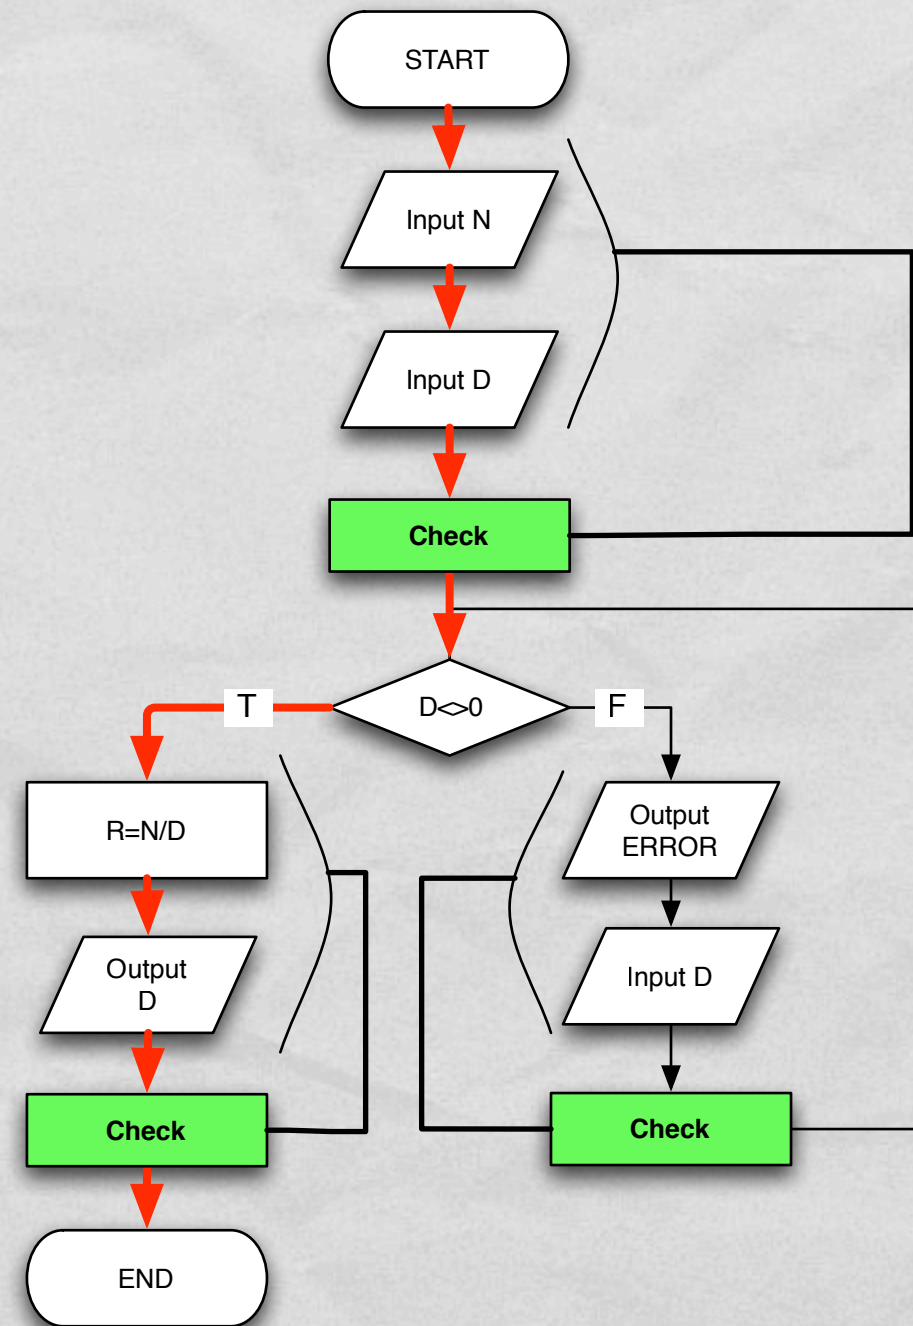 START
Input N
Input D
Check
D<>0
T
F
R=N/D
Output
ERROR
Output
D
Input D
Check
Check
END